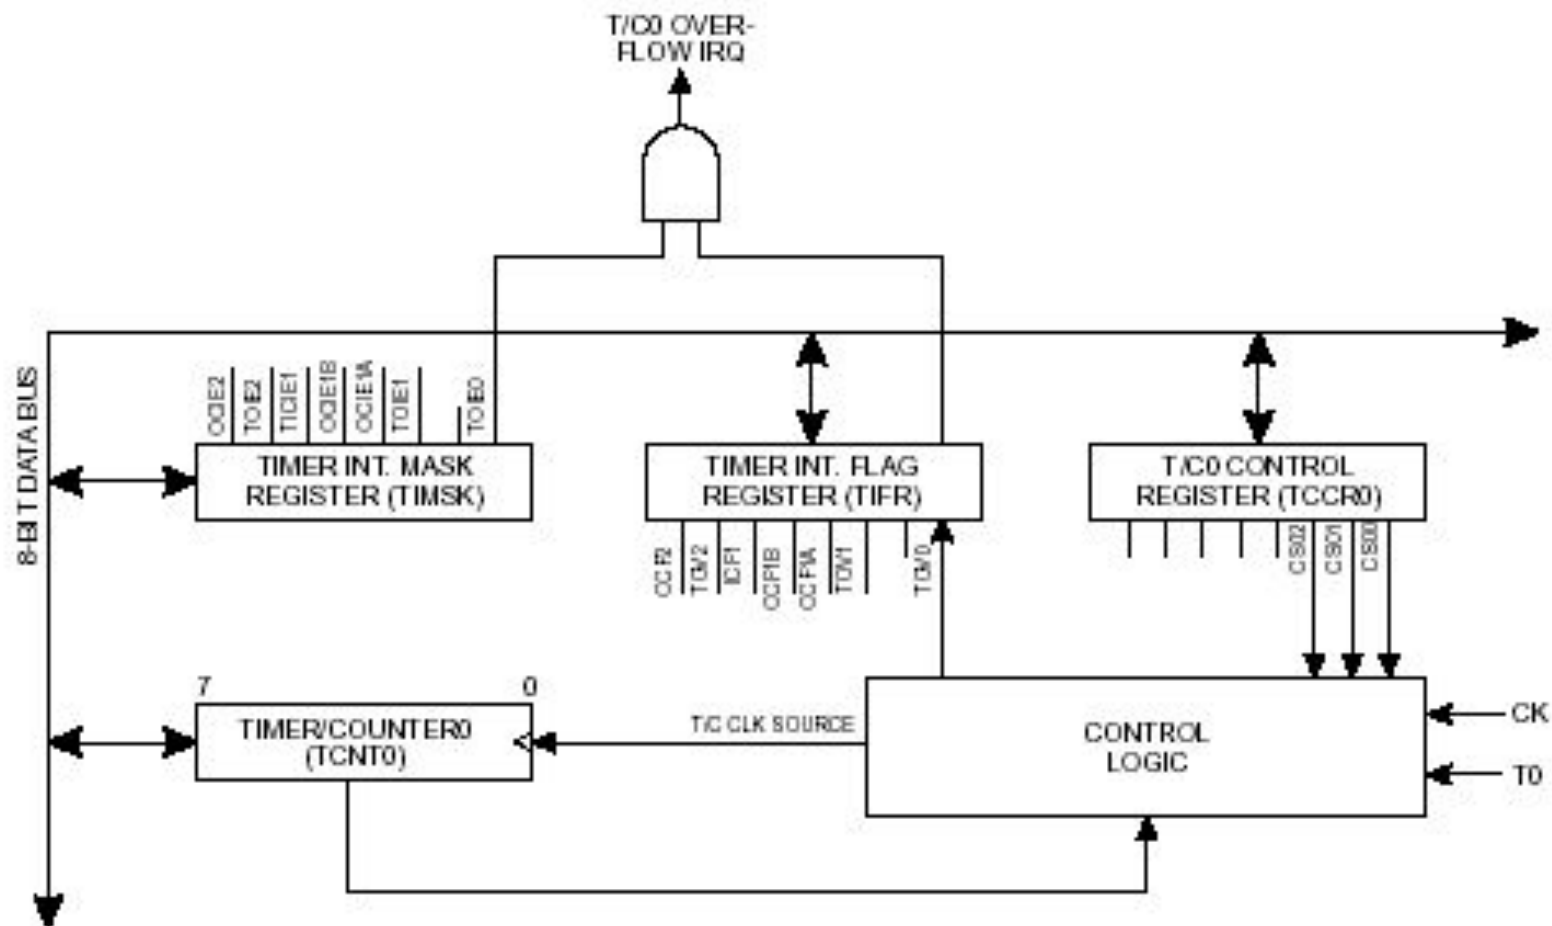 T/C0 OVER-
FLOW IRQ
8-BIT DATA BUS
OCIE2
TOIE2
TICIE1
OCIE1B
OCIE1A
TOIE1
TOIE0
TIMER INT. MASK
REGISTER (TIMSK)
TIMER INT. FLAG
REGISTER (TIFR)
T/C0 CONTROL
REGISTER (TCCR0)
OCF2
TOV2
ICF1
OCF1B
OCF1A
TOV1
TOV0
CS02
CS01
CS00
7
0
TIMER/COUNTER0
(TCNT0)
T/C CLK SOURCE
CONTROL
LOGIC
CK
T0